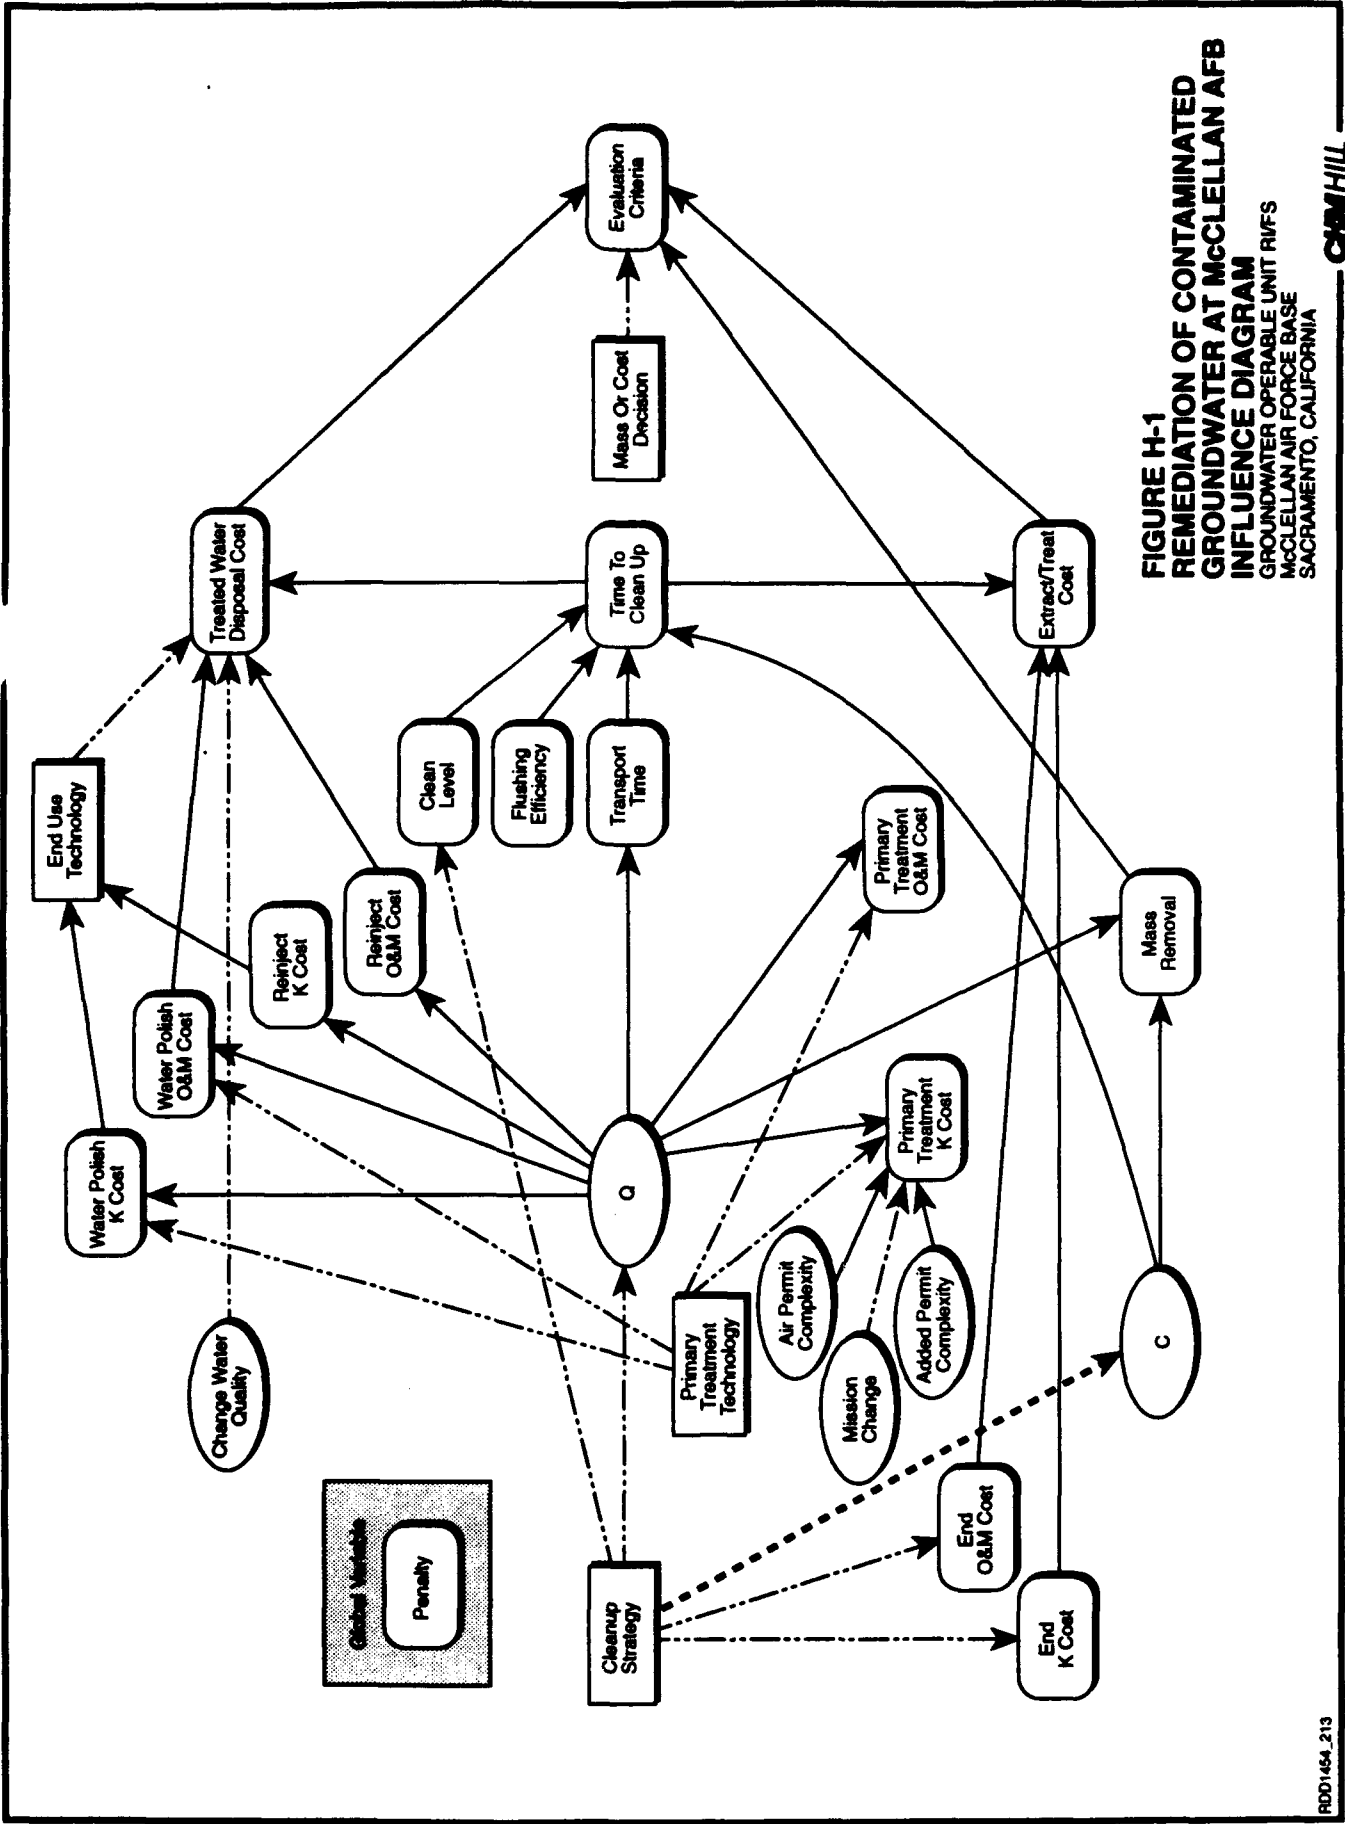 End Use
Technology
Water Polish
K Cost
Water Polish
O&M Cost
Reinject
K Cost
Reinject
O&M Cost
Treated Water
Disposal Cost
Change Water
Quality
Global Variable
Penalty
Clean
Level
Flushing
Efficiency
Transport
Time
Time To
Clean Up
Mass Or Cost
Decision
Evaluation
Criteria
Cleanup
Strategy
Q
Primary
Treatment
Technology
Air Permit
Complexity
Mission
Change
Added Permit
Complexity
Primary
Treatment
K Cost
Primary
Treatment
O&M Cost
End
O&M Cost
End
K Cost
C
Mass
Removal
Extract/Treat
Cost
FIGURE H-1
REMEDIATION OF CONTAMINATED
GROUNDWATER AT McCLELLAN AFB
INFLUENCE DIAGRAM
GROUNDWATER OPERABLE UNIT RI/FS
McCLELLAN AIR FORCE BASE
SACRAMENTO, CALIFORNIA
RDD1454_213
CH2M HILL